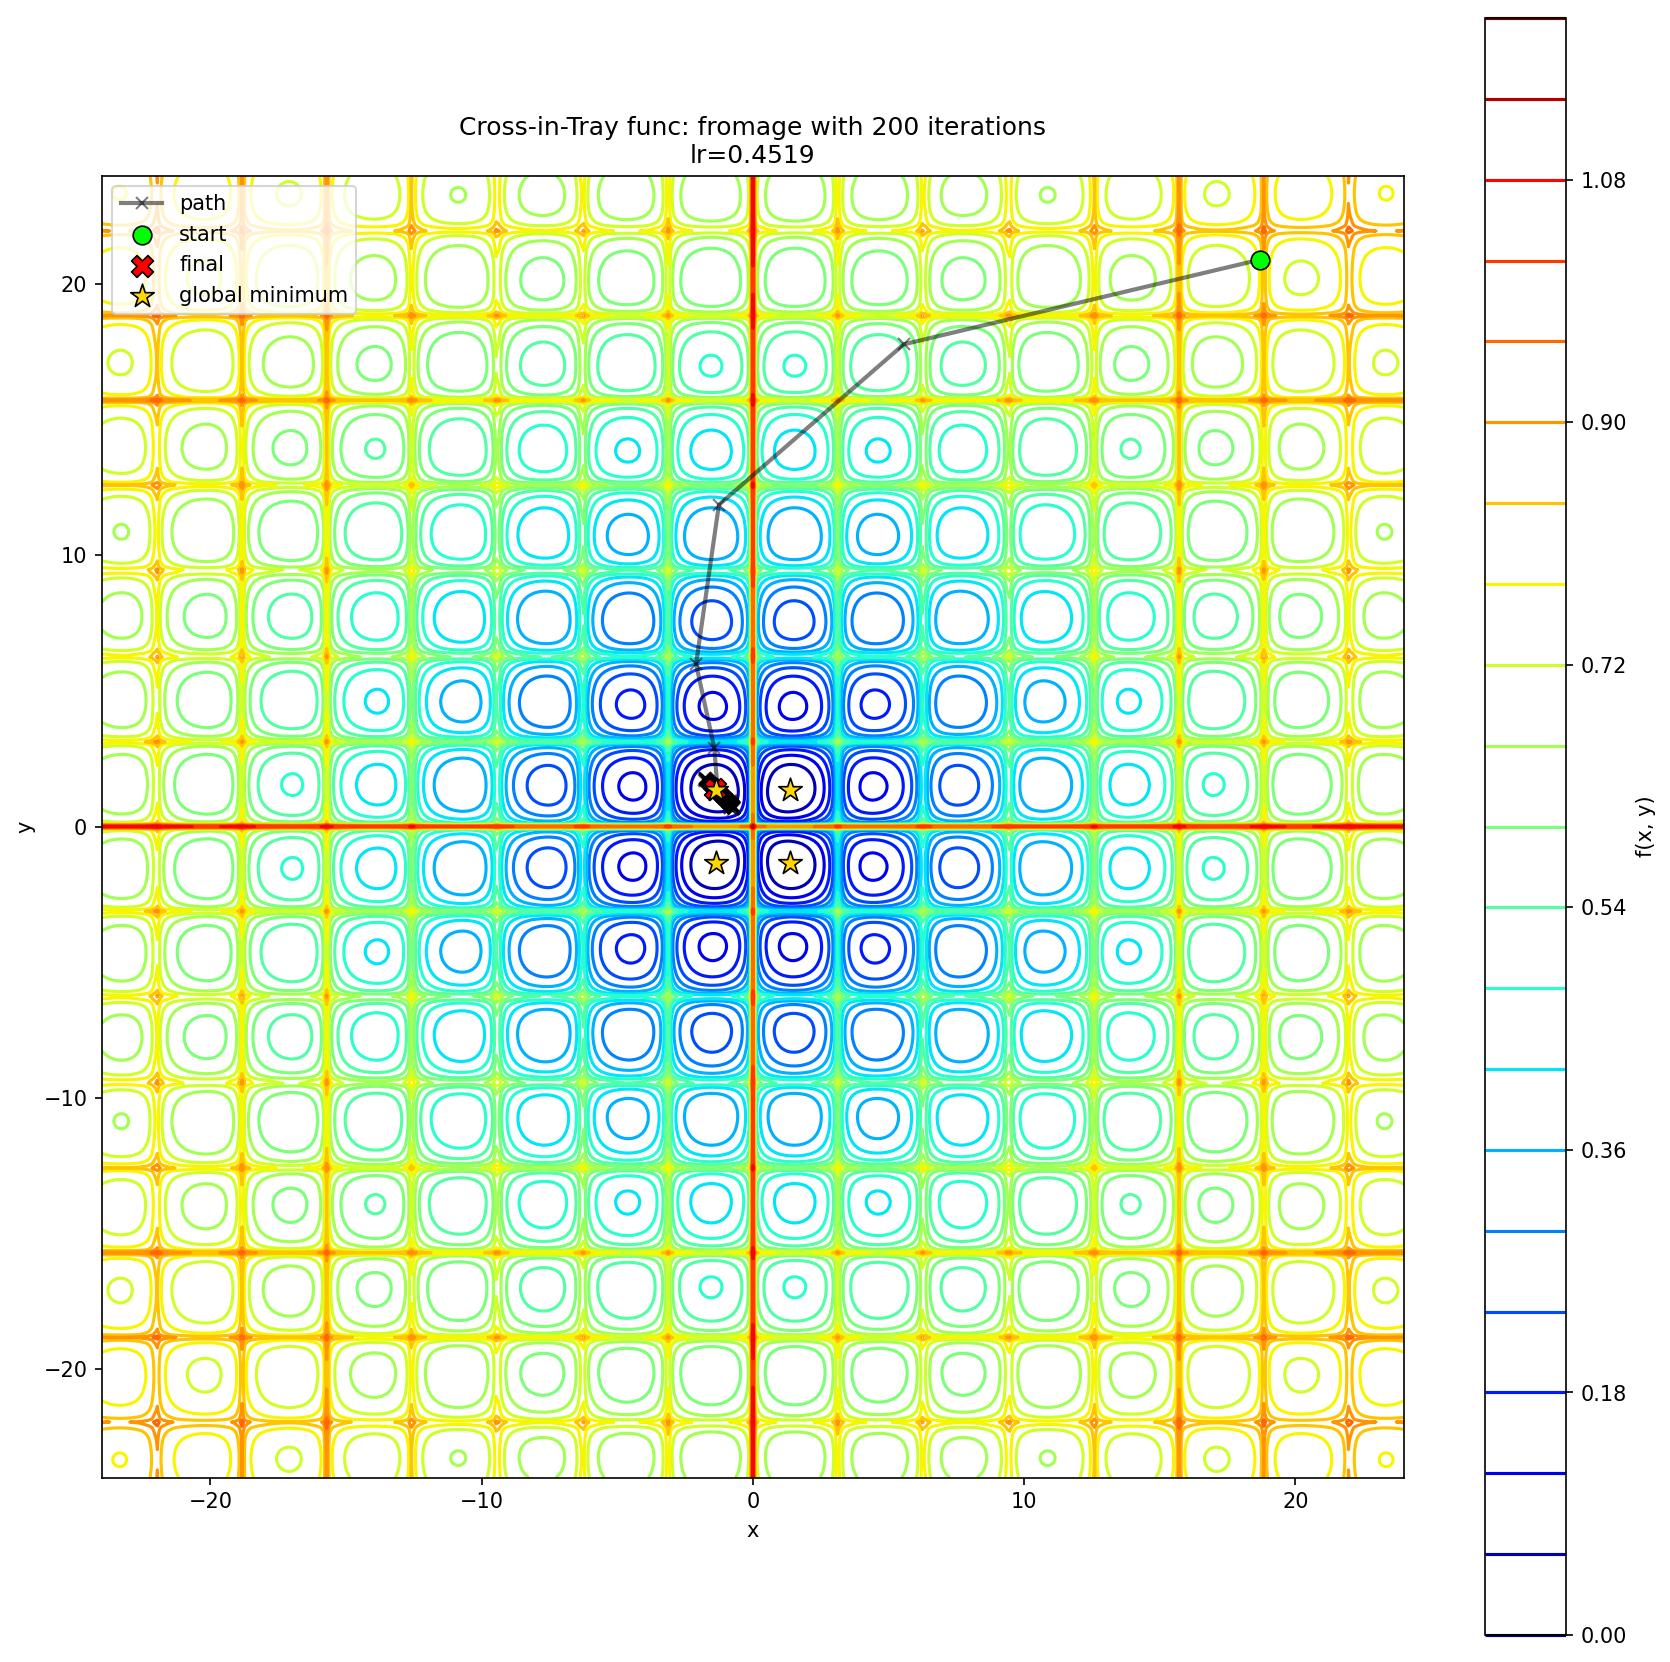 Cross-in-Tray func: fromage with 200 iterations
lr=0.4519
path
start
final
global minimum
20
10
0
−10
−20
y
−20
−10
0
10
20
x
1.08
0.90
0.72
0.54
0.36
0.18
0.00
f(x, y)